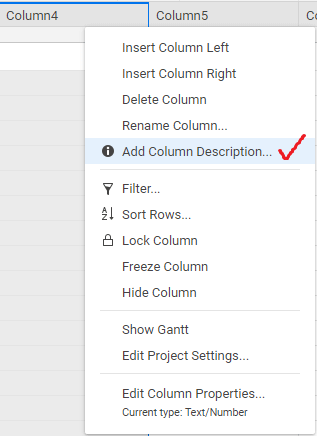 Column4 Column5 Co
Insert Column Left
Insert Column Right
Delete Column
Rename Column...
Add Column Description...
Filter...
Sort Rows...
Lock Column
Freeze Column
Hide Column
Show Gantt
Edit Project Settings...
Edit Column Properties...
Current type: Text/Number